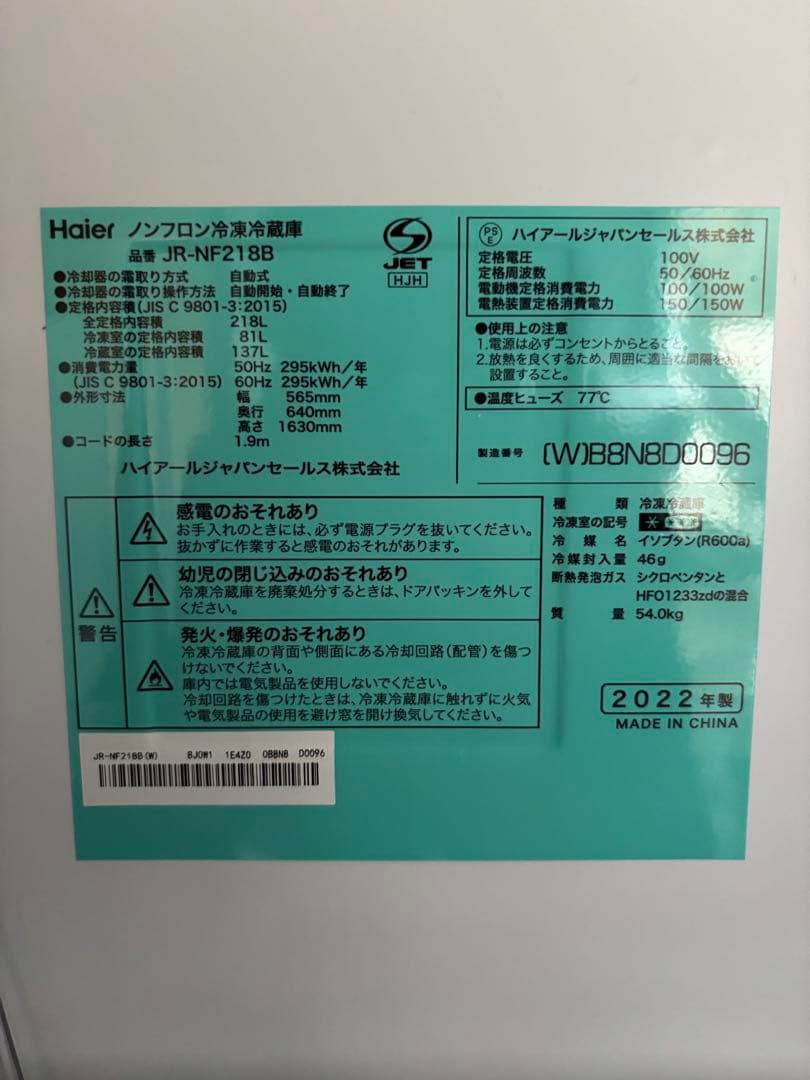 Haier ノンフロン冷凍冷蔵庫
品番 JR-NF218B
JET
HJH
●冷却器の霜取り方式 自動式
●冷却器の霜取り操作方法 自動開始・自動終了
●定格内容積(JIS C 9801-3:2015)
全定格内容積 218L
冷凍室の定格内容積 81L
冷蔵室の定格内容積 137L
●消費電力量 50Hz 295kWh/年
(JIS C 9801-3:2015) 60Hz 295kWh/年
●外形寸法 幅 565mm
奥行 640mm
高さ 1630mm
●コードの長さ 1.9m
ハイアールジャパンセールス株式会社
PS
E
ハイアールジャパンセールス株式会社
定格電圧 100V
定格周波数 50/60Hz
電動機定格消費電力 100/100W
電熱装置定格消費電力 150/150W
●使用上の注意
1.電源は必ずコンセントからとること。
2.放熱を良くするため、周囲に適当な間隔をおいて
設置すること。
●温度ヒューズ 77℃
製造番号 (W)B8N8D0096
警告
感電のおそれあり
お手入れのときには、必ず電源プラグを抜いてください。
抜かずに作業すると感電のおそれがあります。
幼児の閉じ込みのおそれあり
冷凍冷蔵庫を廃棄処分するときは、ドアパッキンを外して
ください。
発火・爆発のおそれあり
冷凍冷蔵庫の背面や側面にある冷却回路(配管)を傷つ
けないでください。
庫内では電気製品を使用しないでください。
冷却回路を傷つけたときは、冷凍冷蔵庫に触れずに火気
や電気製品の使用を避け窓を開け換気してください。
種類 冷凍冷蔵庫
冷凍室の記号
冷媒名 イソブタン(R600a)
冷媒封入量 46g
断熱発泡ガス シクロペンタンと
HFO1233zdの混合
質量 54.0kg
2022年製
MADE IN CHINA
JR-NF218B(W) BJ0W1 1E4Z0 0B8N8 D0096